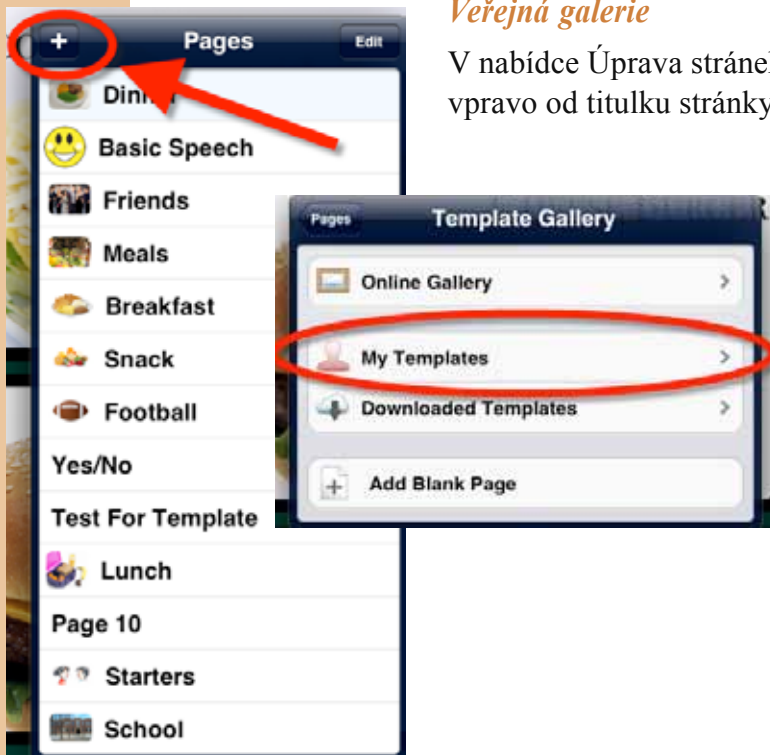 Veřejná galerie
V nabídce Úprava stránek
vpravo od titulku stránky
+ Pages Edit
Basic Speech
Friends
Meals
Breakfast
Snack
Football
Yes/No
Test For Template
Lunch
Page 10
Starters
School
Pages Template Gallery
Online Gallery >
My Templates >
Downloaded Templates >
+ Add Blank Page